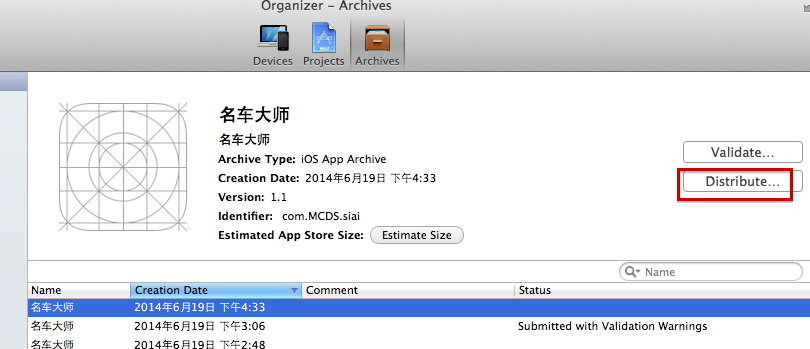 Organizer – Archives
Devices Projects Archives
名车大师
名车大师
Archive Type: iOS App Archive
Creation Date: 2014年6月19日 下午4:33
Version: 1.1
Identifier: com.MCDS.siai
Estimated App Store Size: Estimate Size
Validate...
Distribute...
Name
Name Creation Date Comment Status
名车大师 2014年6月19日 下午4:33
名车大师 2014年6月19日 下午3:06 Submitted with Validation Warnings
名车大师 2014年6月19日 下午2:48